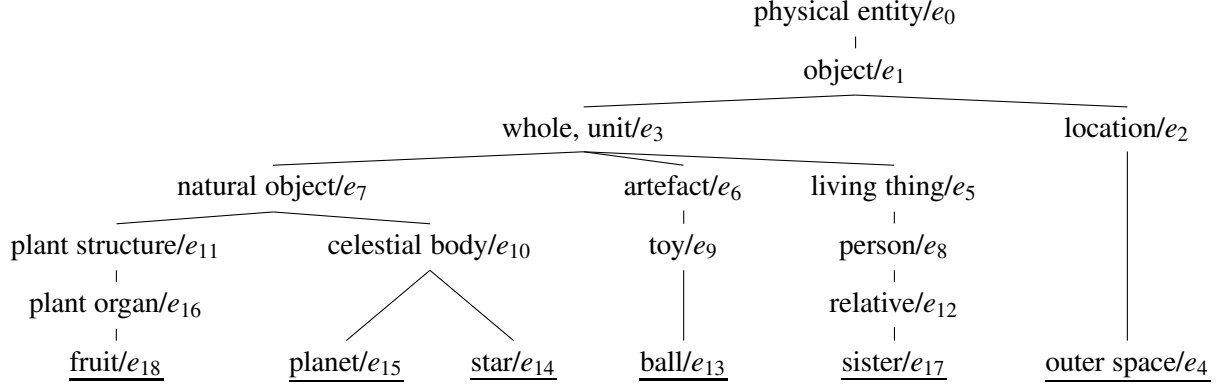 physical entity/e0
object/e1
whole, unit/e3 location/e2
natural object/e7 artefact/e6 living thing/e5
plant structure/e11 celestial body/e10 toy/e9 person/e8
plant organ/e16 relative/e12
fruit/e18 planet/e15 star/e14 ball/e13 sister/e17 outer space/e4